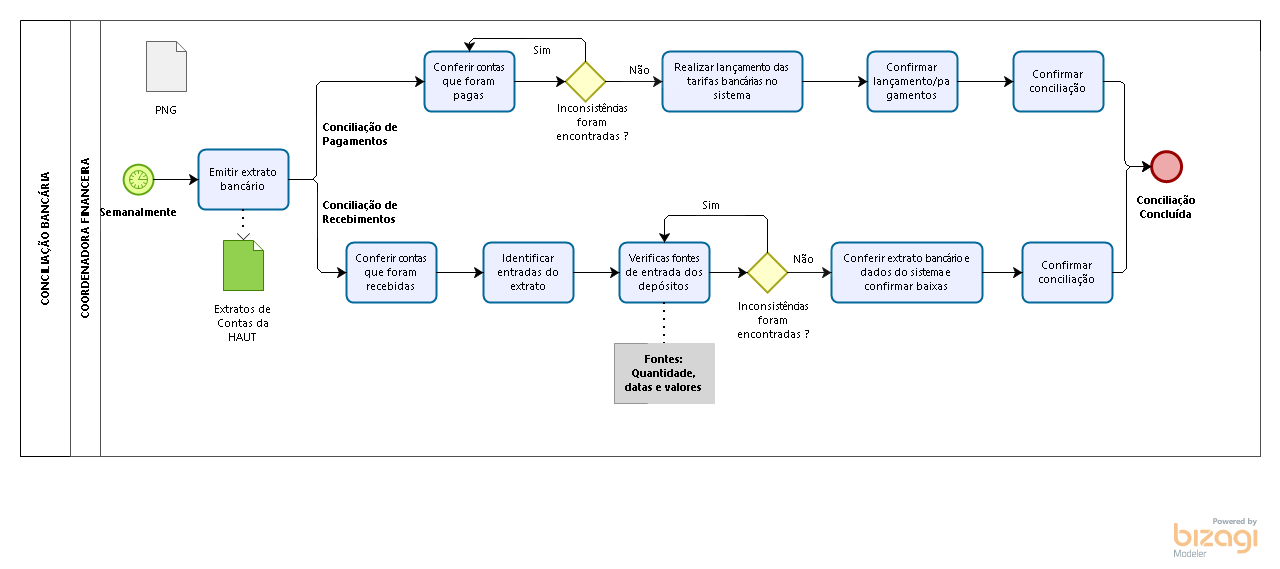 CONCILIAÇÃO BANCÁRIA
COORDENADORA FINANCEIRA
PNG
Semanalmente
Emitir extrato
bancário
Extratos de
Contas da
HAUT
Conciliação de
Pagamentos
Conferir contas
que foram
pagas
Sim
Inconsistências
foram
encontradas ?
Não
Realizar lançamento das
tarifas bancárias no
sistema
Confirmar
lançamento/pa
gamentos
Confirmar
conciliação
Conciliação de
Recebimentos
Conferir contas
que foram
recebidas
Identificar
entradas do
extrato
Verificas fontes
de entrada dos
depósitos
Fontes:
Quantidade,
datas e valores
Sim
Inconsistências
foram
encontradas ?
Não
Conferir extrato bancário e
dados do sistema e
confirmar baixas
Confirmar
conciliação
Conciliação
Concluída
Powered by
bizagi
Modeler